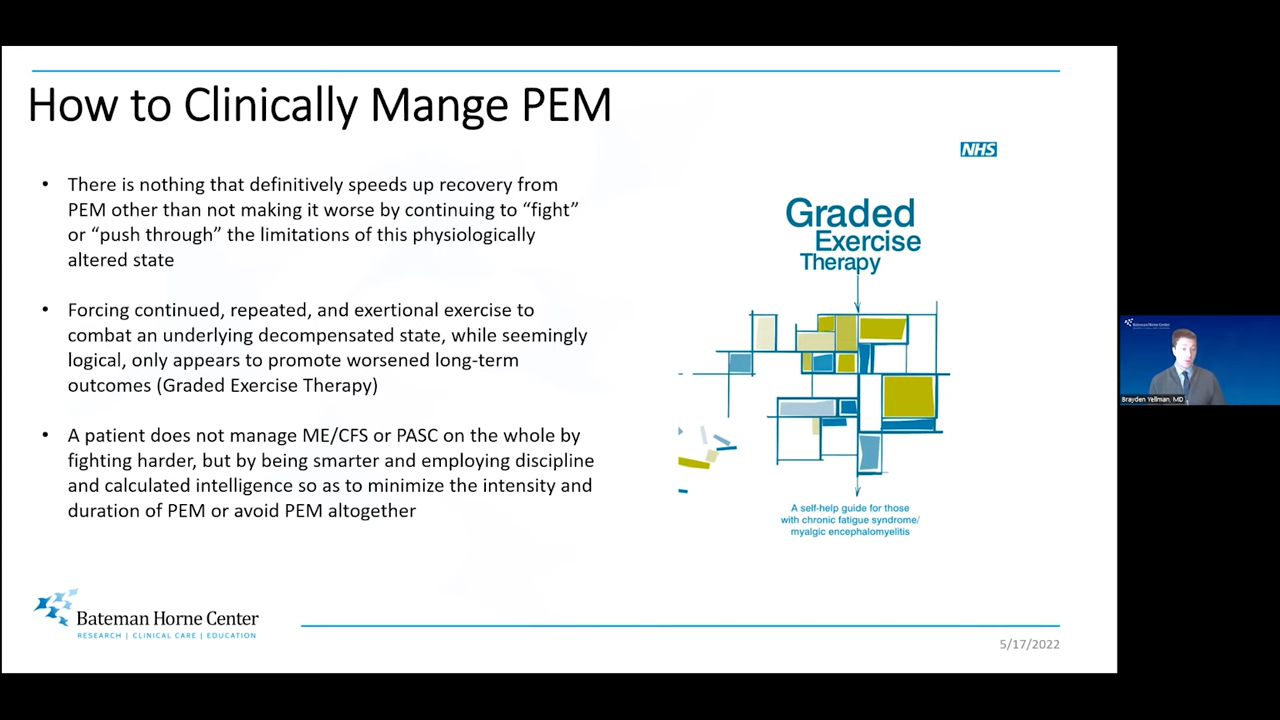 How to Clinically Mange PEM
• There is nothing that definitively speeds up recovery from
PEM other than not making it worse by continuing to “fight”
or “push through” the limitations of this physiologically
altered state
• Forcing continued, repeated, and exertional exercise to
combat an underlying decompensated state, while seemingly
logical, only appears to promote worsened long-term
outcomes (Graded Exercise Therapy)
• A patient does not manage ME/CFS or PASC on the whole by
fighting harder, but by being smarter and employing discipline
and calculated intelligence so as to minimize the intensity and
duration of PEM or avoid PEM altogether
NHS
Graded
Exercise
Therapy
A self-help guide for those
with chronic fatigue syndrome/
myalgic encephalomyelitis
Bateman Horne Center
RESEARCH | CLINICAL CARE | EDUCATION
5/17/2022
Bateman Horne Center
Brayden Yellman, MD